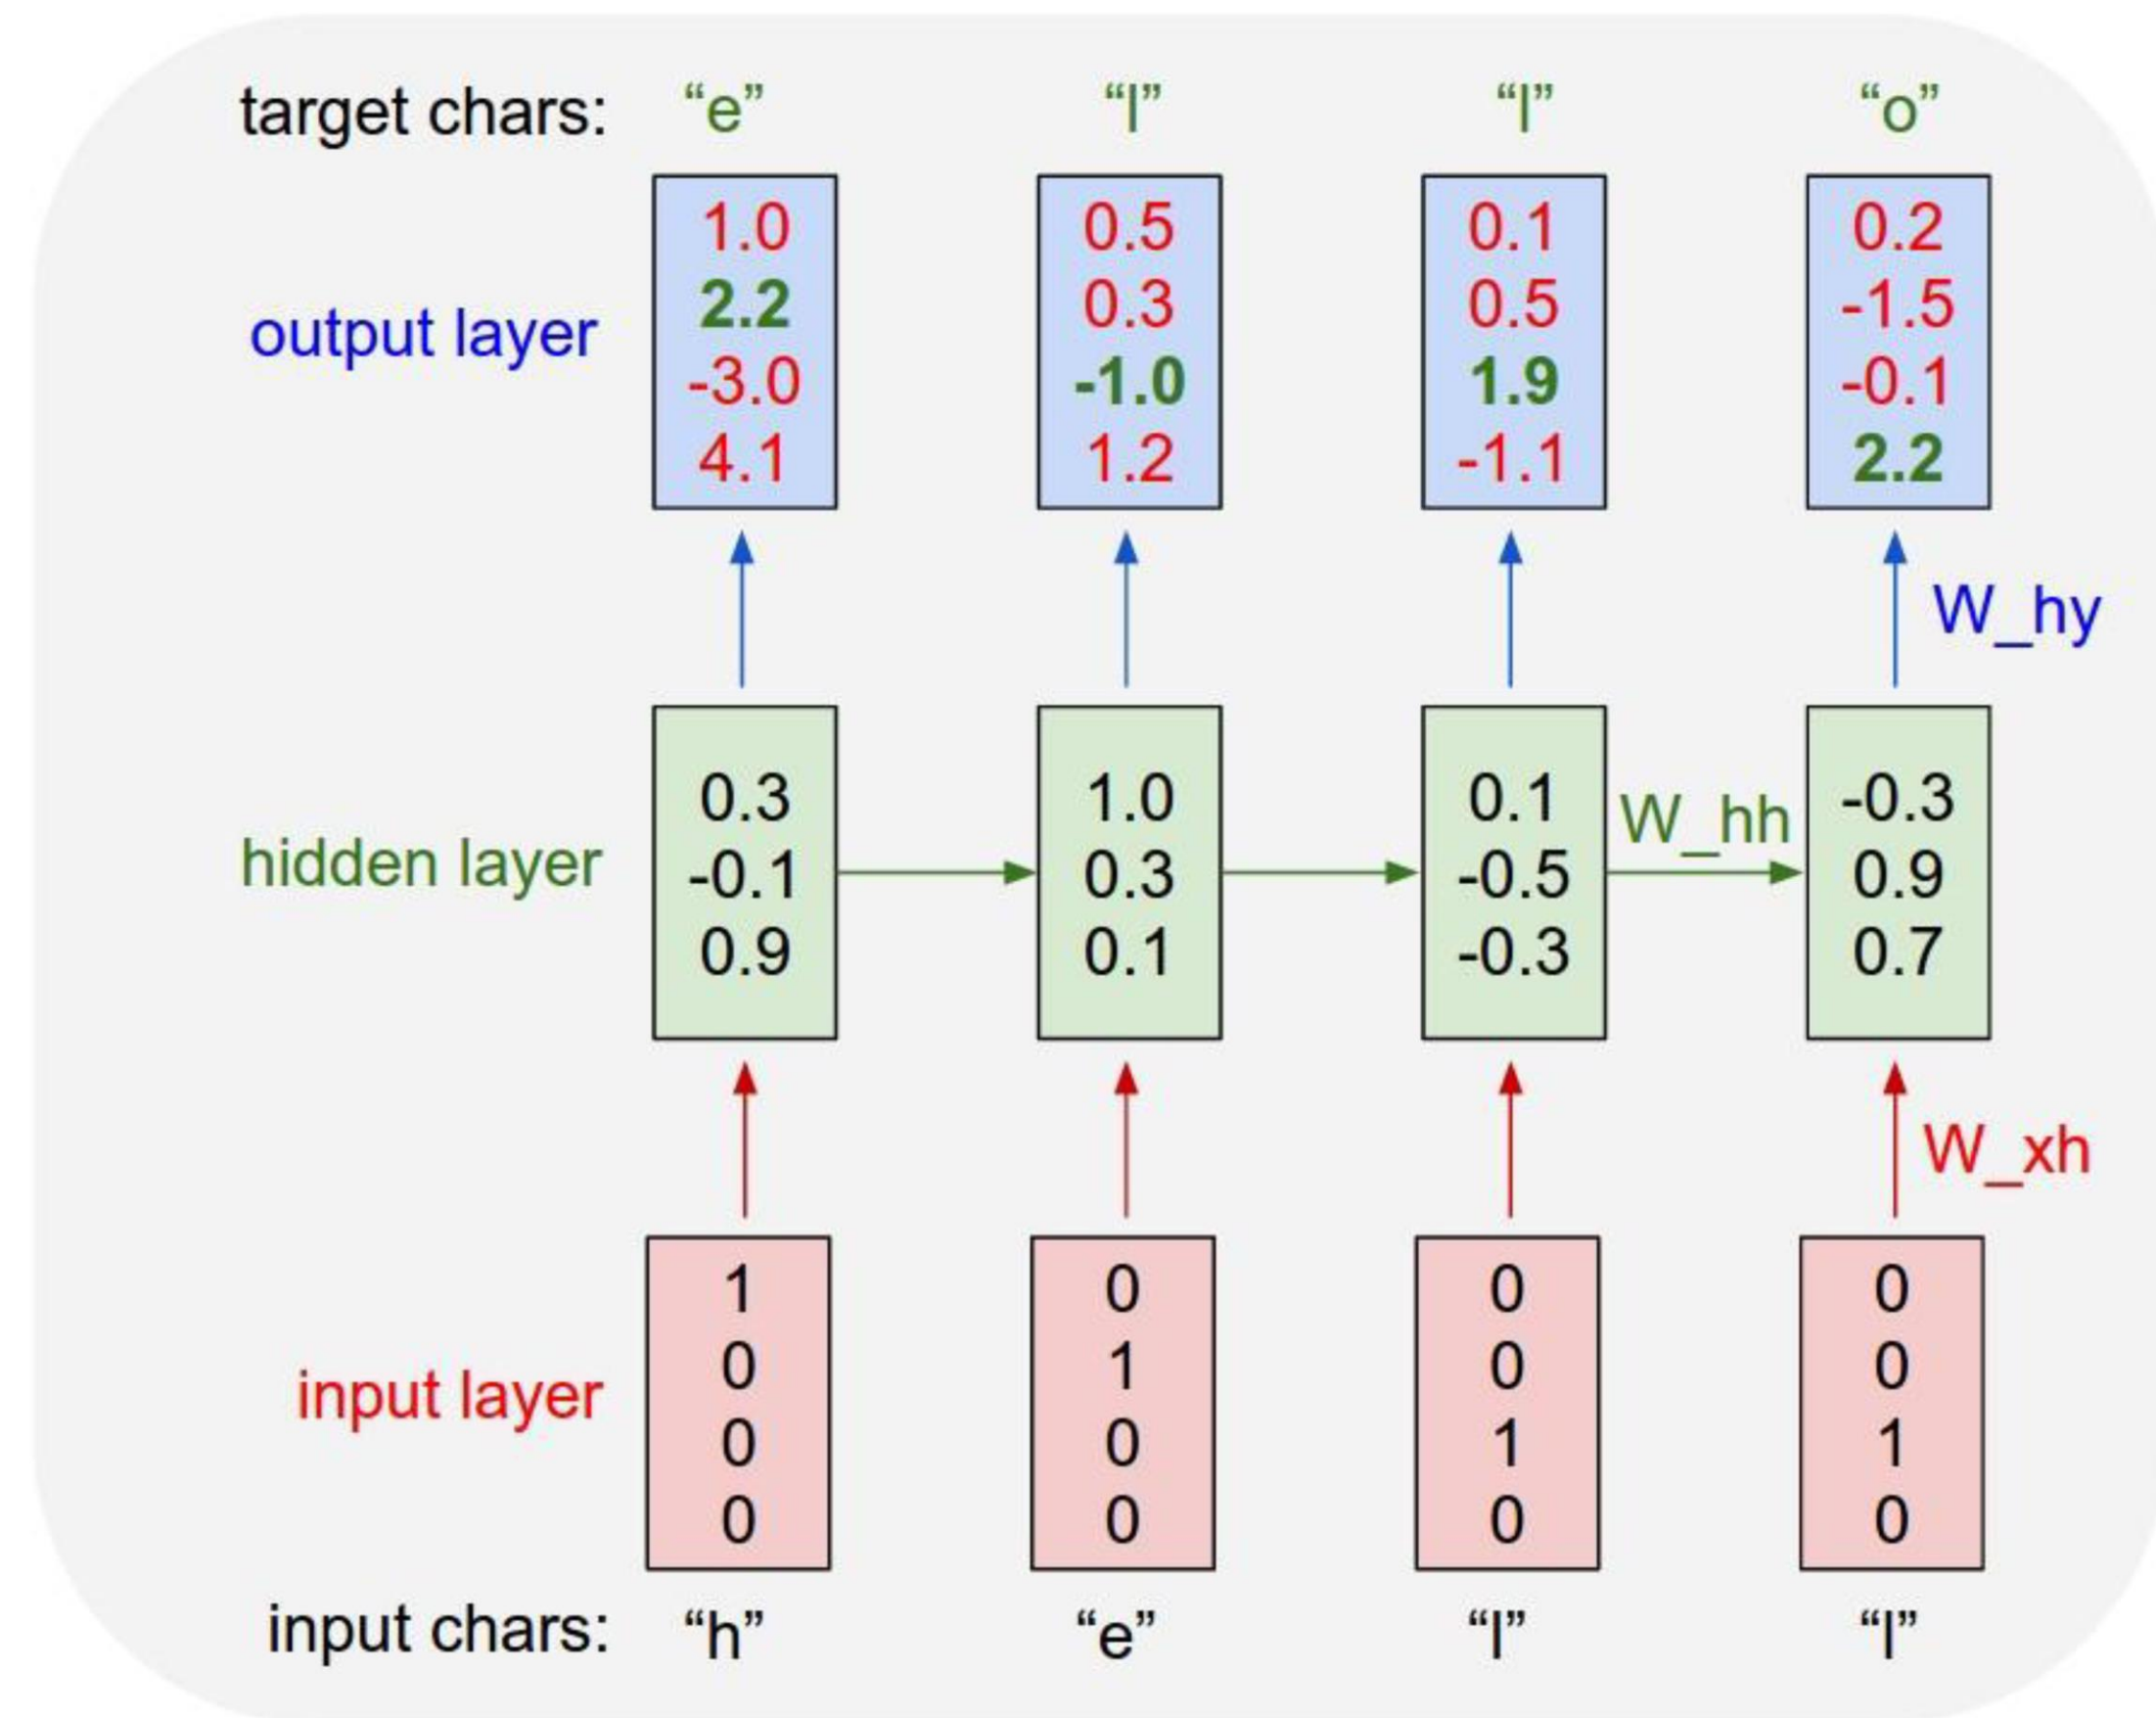 target chars: “e” “l” “l” “o”
1.0 0.5 0.1 0.2
2.2 0.3 0.5 -1.5
output layer
-3.0 -1.0 1.9 -0.1
4.1 1.2 -1.1 2.2
W_hy
0.3 1.0 0.1 W_hh -0.3
hidden layer -0.1 0.3 -0.5 0.9
0.9 0.1 -0.3 0.7
W_xh
1 0 0 0
0 1 0 0
input layer
0 0 1 1
0 0 0 0
input chars: “h” “e” “l” “l”